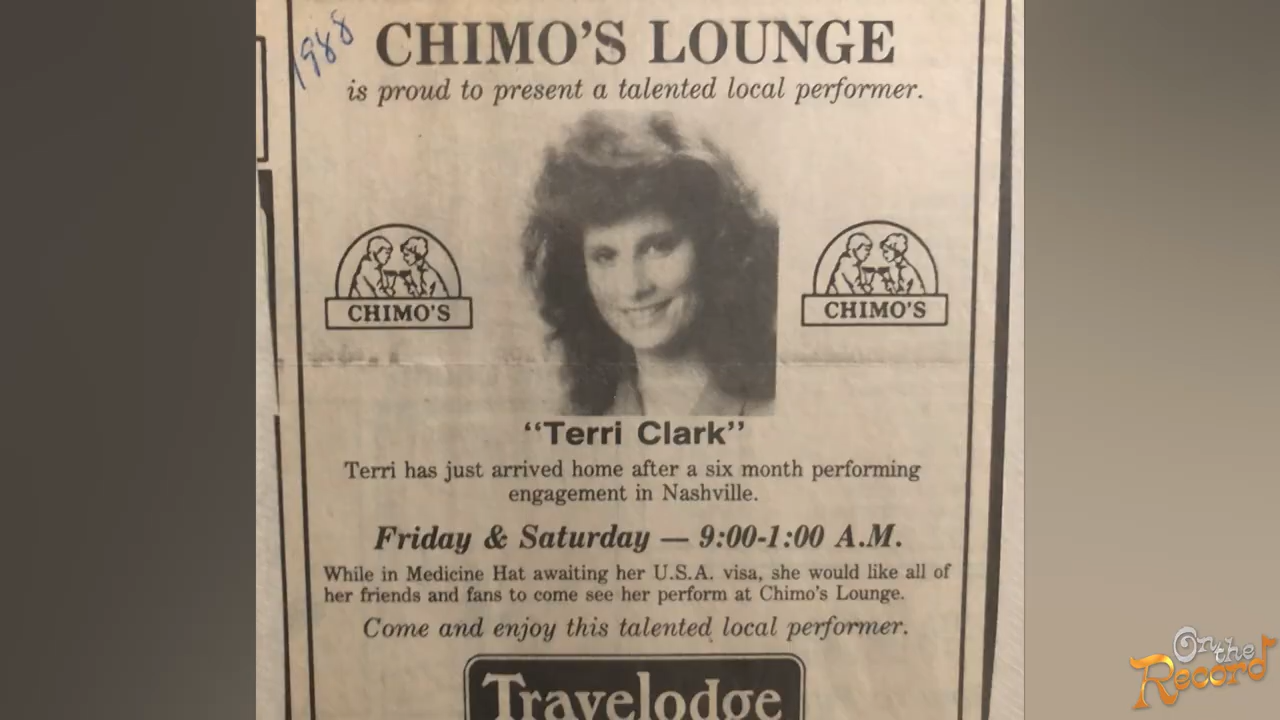 1988
CHIMO'S LOUNGE
is proud to present a talented local performer.
CHIMO'S
CHIMO'S
“Terri Clark”
Terri has just arrived home after a six month performing
engagement in Nashville.
Friday & Saturday — 9:00-1:00 A.M.
While in Medicine Hat awaiting her U.S.A. visa, she would like all of
her friends and fans to come see her perform at Chimo's Lounge.
Come and enjoy this talented local performer.
Travelodge
On the
Record